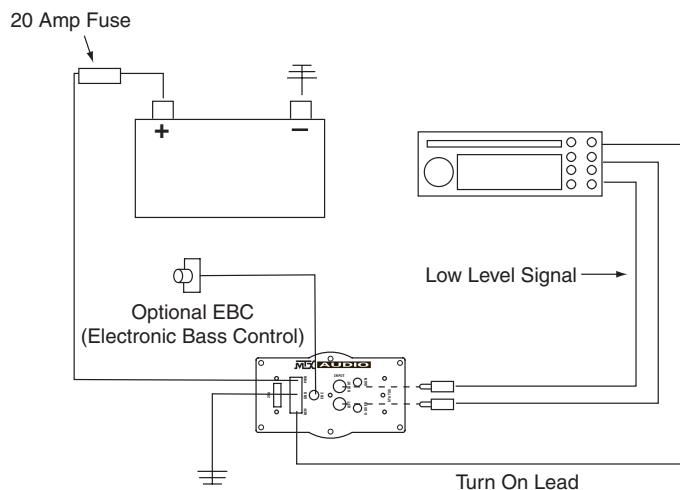 20 Amp Fuse
+
−
Low Level Signal
Optional EBC
(Electronic Bass Control)
MTX AUDIO
INPUT
Turn On Lead